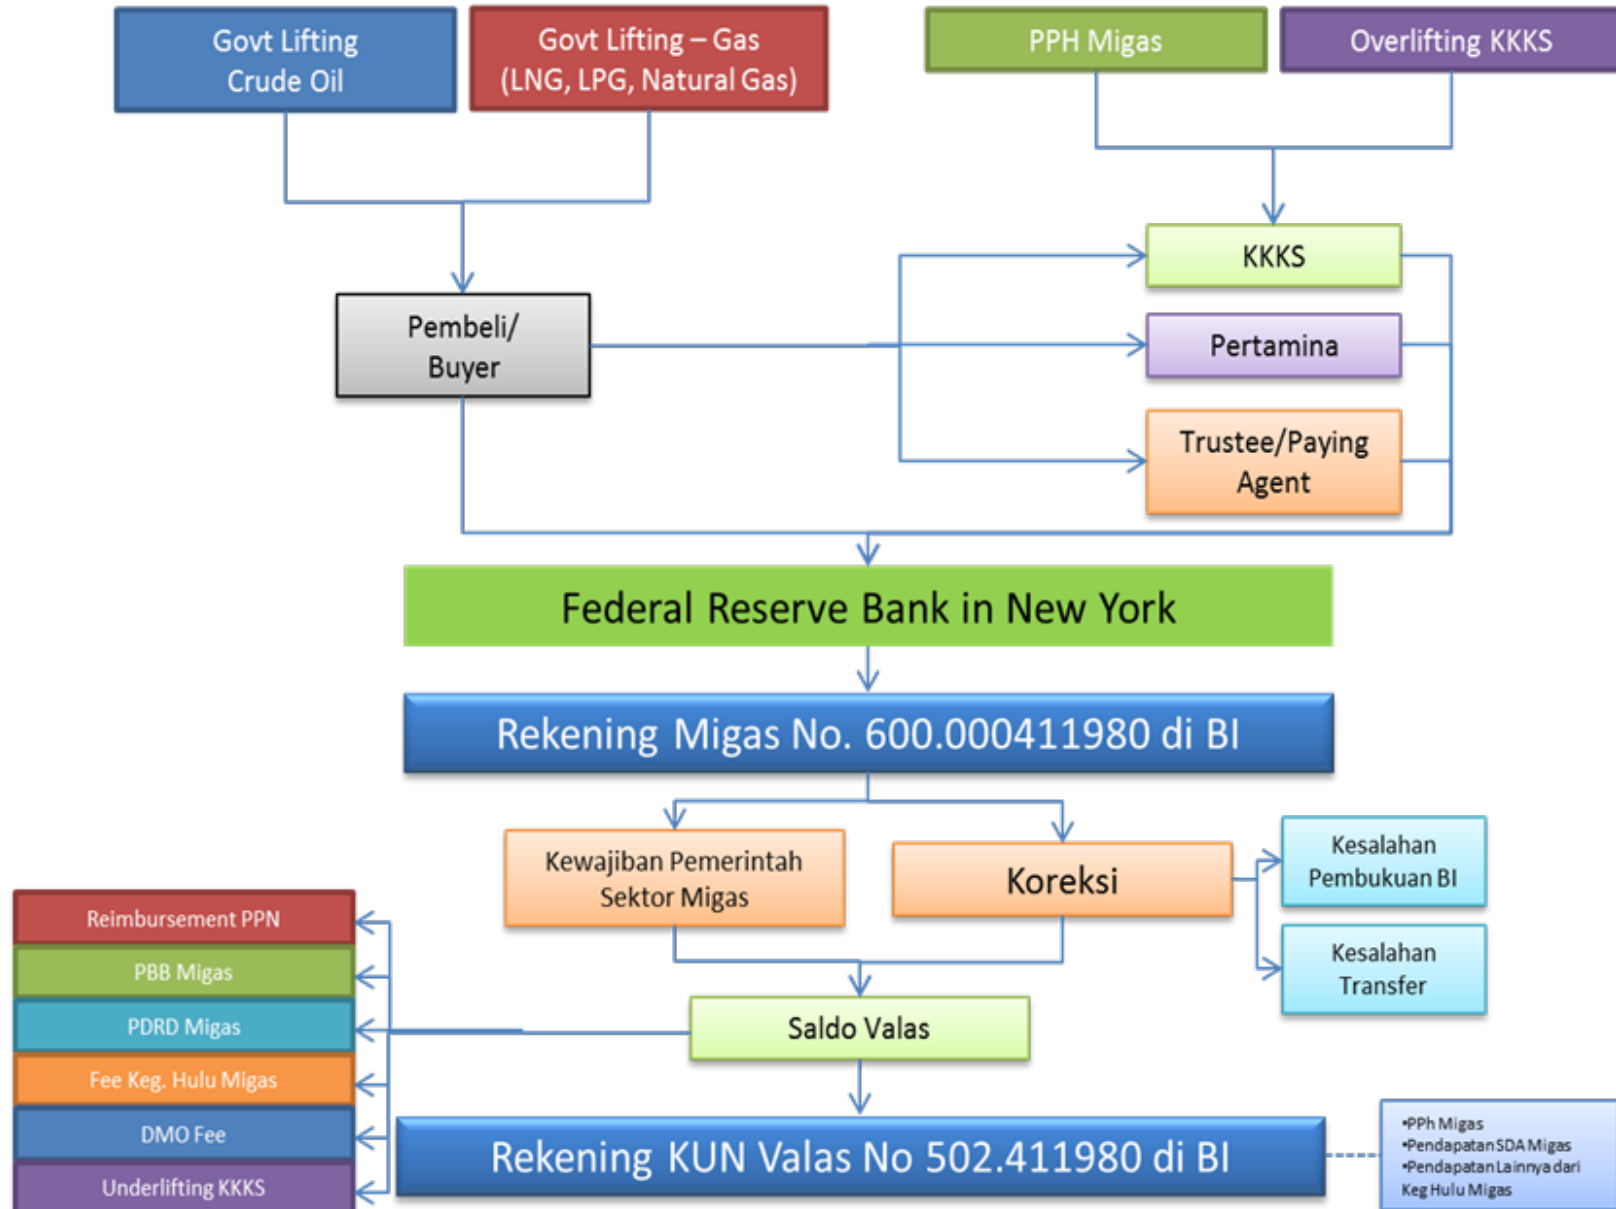 Govt Lifting
Crude Oil
Govt Lifting – Gas
(LNG, LPG, Natural Gas)
PPH Migas
Overlifting KKKS
KKKS
Pembeli/
Buyer
Pertamina
Trustee/Paying
Agent
Federal Reserve Bank in New York
Rekening Migas No. 600.000411980 di BI
Kewajiban Pemerintah
Sektor Migas
Koreksi
Kesalahan
Pembukuan BI
Kesalahan
Transfer
Reimbursement PPN
PBB Migas
PDRD Migas
Fee Keg. Hulu Migas
DMO Fee
Underlifting KKKS
Saldo Valas
Rekening KUN Valas No 502.411980 di BI
•PPh Migas
•Pendapatan SDA Migas
•Pendapatan Lainnya dari
Keg Hulu Migas